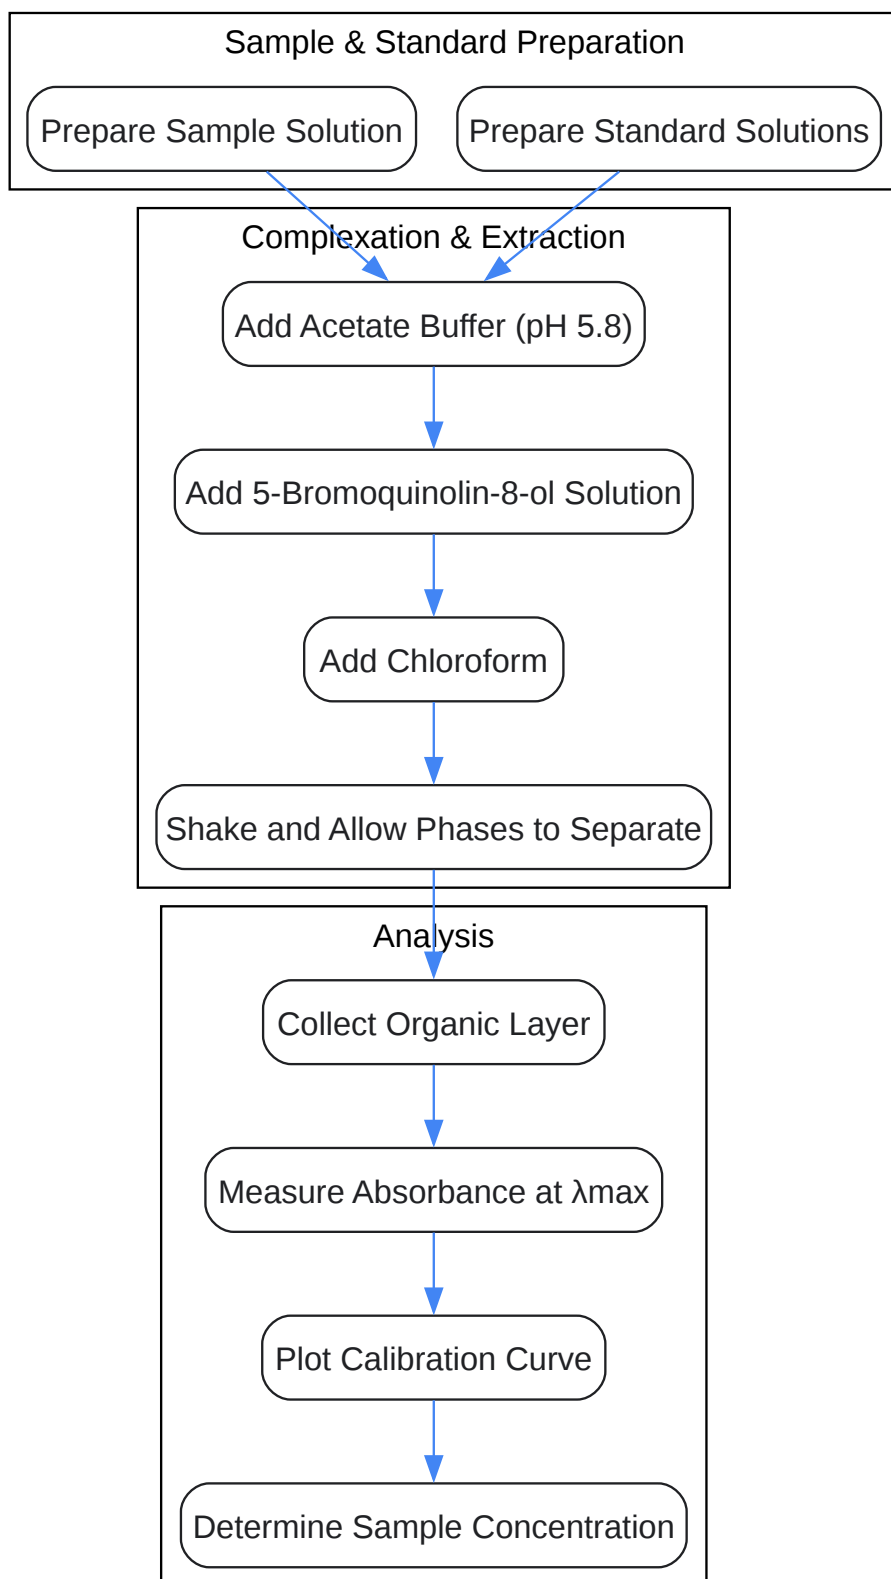 Sample & Standard Preparation
Prepare Sample Solution
Prepare Standard Solutions
Complexation & Extraction
Add Acetate Buffer (pH 5.8)
Add 5-Bromoquinolin-8-ol Solution
Add Chloroform
Shake and Allow Phases to Separate
Analysis
Collect Organic Layer
Measure Absorbance at λmax
Plot Calibration Curve
Determine Sample Concentration